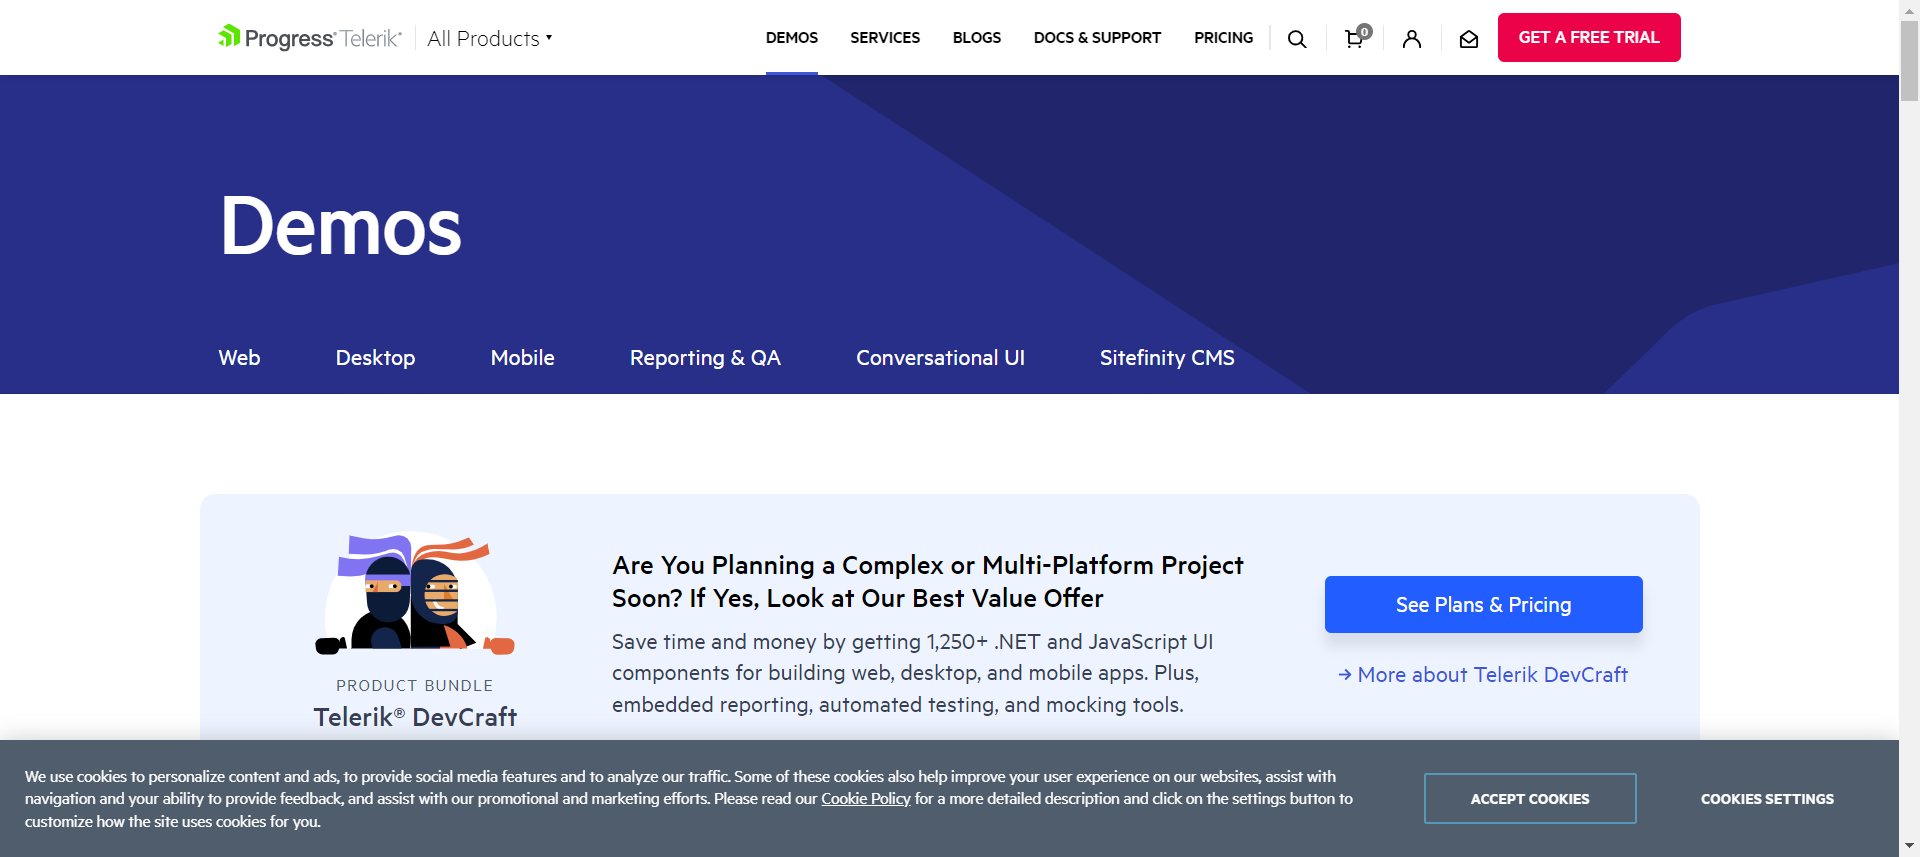 Progress Telerik
All Products
DEMOS
SERVICES
BLOGS
DOCS & SUPPORT
PRICING
0
GET A FREE TRIAL
Demos
Web
Desktop
Mobile
Reporting & QA
Conversational UI
Sitefinity CMS
PRODUCT BUNDLE
Telerik® DevCraft
Are You Planning a Complex or Multi-Platform Project
Soon? If Yes, Look at Our Best Value Offer
Save time and money by getting 1,250+ .NET and JavaScript UI
components for building web, desktop, and mobile apps. Plus,
embedded reporting, automated testing, and mocking tools.
See Plans & Pricing
→ More about Telerik DevCraft
We use cookies to personalize content and ads, to provide social media features and to analyze our traffic. Some of these cookies also help improve your user experience on our websites, assist with
navigation and your ability to provide feedback, and assist with our promotional and marketing efforts. Please read our Cookie Policy for a more detailed description and click on the settings button to
customize how the site uses cookies for you.
ACCEPT COOKIES
COOKIES SETTINGS